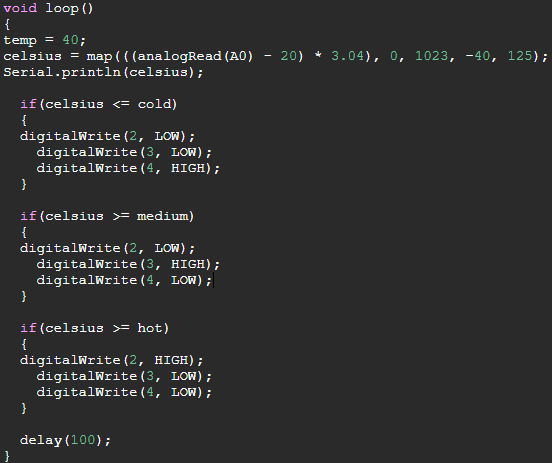 void loop()
{
temp = 40;
celsius = map(((analogRead(A0) - 20) * 3.04), 0, 1023, -40, 125);
Serial.println(celsius);
if(celsius <= cold)
{
digitalWrite(2, LOW);
digitalWrite(3, LOW);
digitalWrite(4, HIGH);
}
if(celsius >= medium)
{
digitalWrite(2, LOW);
digitalWrite(3, HIGH);
digitalWrite(4, LOW);
}
if(celsius >= hot)
{
digitalWrite(2, HIGH);
digitalWrite(3, LOW);
digitalWrite(4, LOW);
}
delay(100);
}